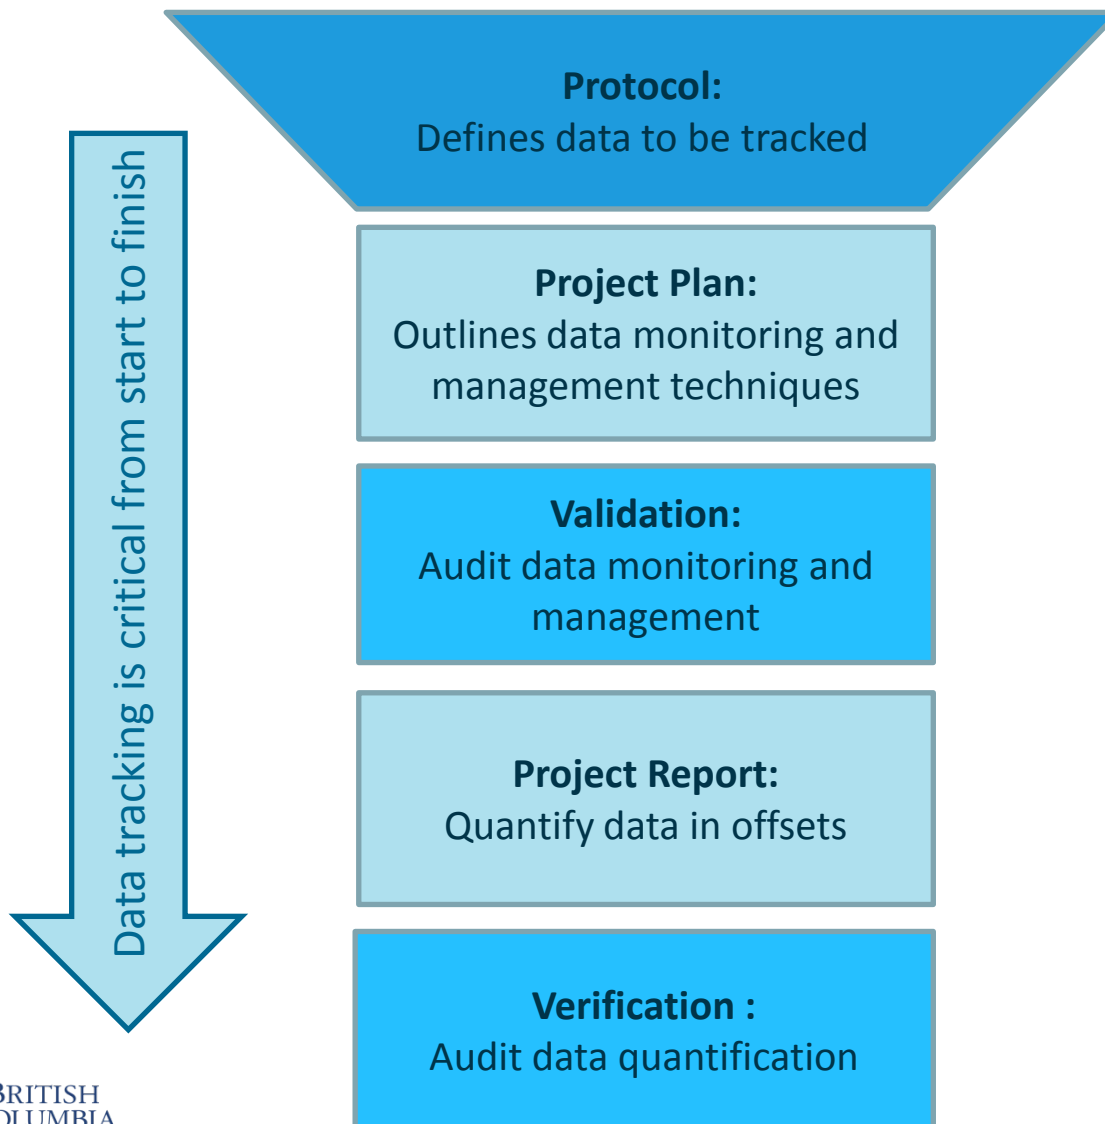 Protocol:
Defines data to be tracked
Data tracking is critical from start to finish
Project Plan:
Outlines data monitoring and
management techniques
Validation:
Audit data monitoring and
management
Project Report:
Quantify data in offsets
Verification :
Audit data quantification
BRITISH
COLUMBIA